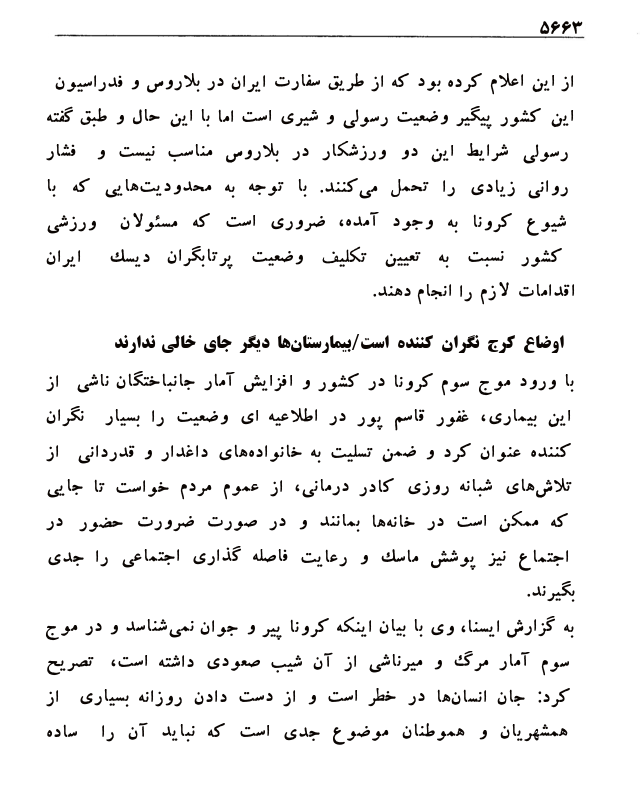 ۵۶۶۳
از این اعلام کرده بود که از طریق سفارت ایران در بلاروس و فدراسیون
این کشور پیگیر وضعیت رسولی و شیری است اما با این حال و طبق گفته
رسولی شرایط این دو ورزشکار در بلاروس مناسب نیست و فشار
روانی زیادی را تحمل می‌کنند. با توجه به محدودیت‌هایی که با
شیوع کرونا به وجود آمده، ضروری است که مسئولان ورزشی
کشور نسبت به تعیین تکلیف وضعیت پرتابگران دیسک ایران
اقدامات لازم را انجام دهند.
اوضاع کرج نگران کننده است/بیمارستان‌ها دیگر جای خالی ندارند
با ورود موج سوم کرونا در کشور و افزایش آمار جانباختگان ناشی از
این بیماری، غفور قاسم پور در اطلاعیه ای وضعیت را بسیار نگران
کننده عنوان کرد و ضمن تسلیت به خانواده‌های داغدار و قدردانی از
تلاش‌های شبانه روزی کادر درمانی، از عموم مردم خواست تا جایی
که ممکن است در خانه‌ها بمانند و در صورت ضرورت حضور در
اجتماع نیز پوشش ماسک و رعایت فاصله گذاری اجتماعی را جدی
بگیرند.
به گزارش ایسنا، وی با بیان اینکه کرونا پیر و جوان نمی‌شناسد و در موج
سوم آمار مرگ و میرناشی از آن شیب صعودی داشته است، تصریح
کرد: جان انسان‌ها در خطر است و از دست دادن روزانه بسیاری از
همشهریان و هموطنان موضوع جدی است که نباید آن را ساده